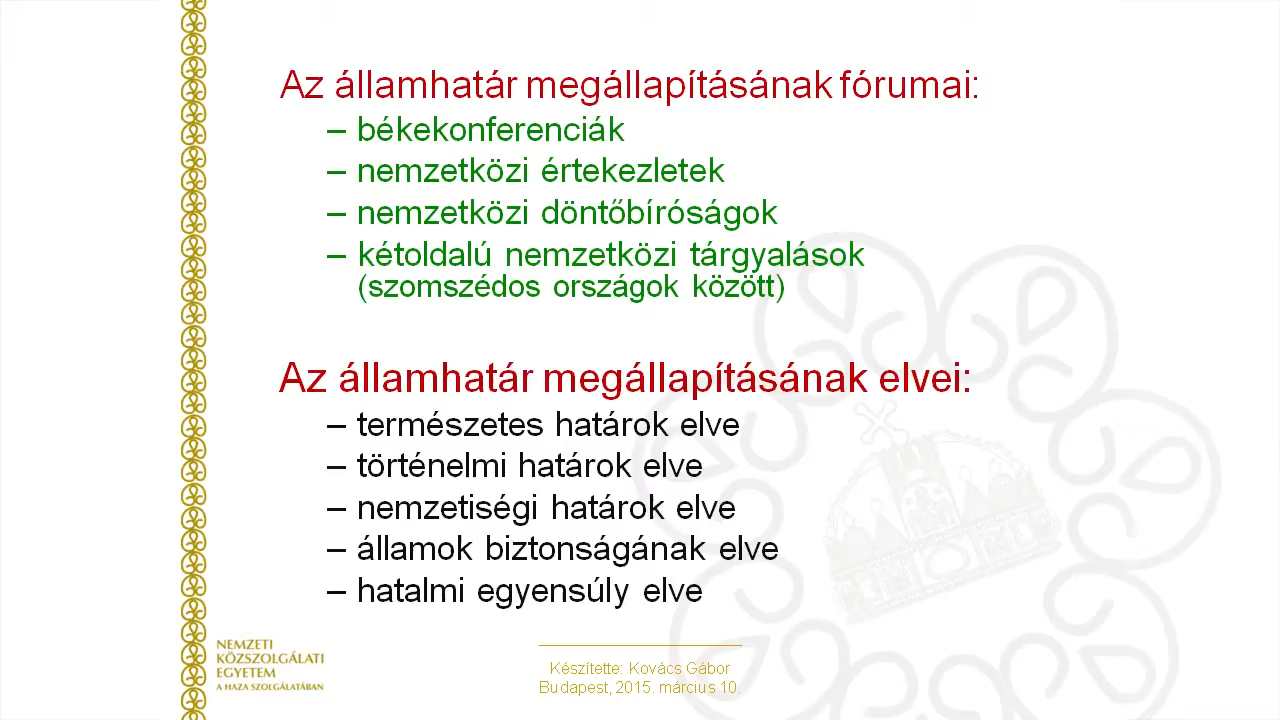 Az államhatár megállapításának fórumai:
– békekonferenciák
– nemzetközi értekezletek
– nemzetközi döntőbíróságok
– kétoldalú nemzetközi tárgyalások
(szomszédos országok között)
Az államhatár megállapításának elvei:
– természetes határok elve
– történelmi határok elve
– nemzetiségi határok elve
– államok biztonságának elve
– hatalmi egyensúly elve
NEMZETI
KÖZSZOLGÁLATI
EGYETEM
A HAZA SZOLGÁLATÁBAN
Készítette: Kovács Gábor
Budapest, 2015. március 10.